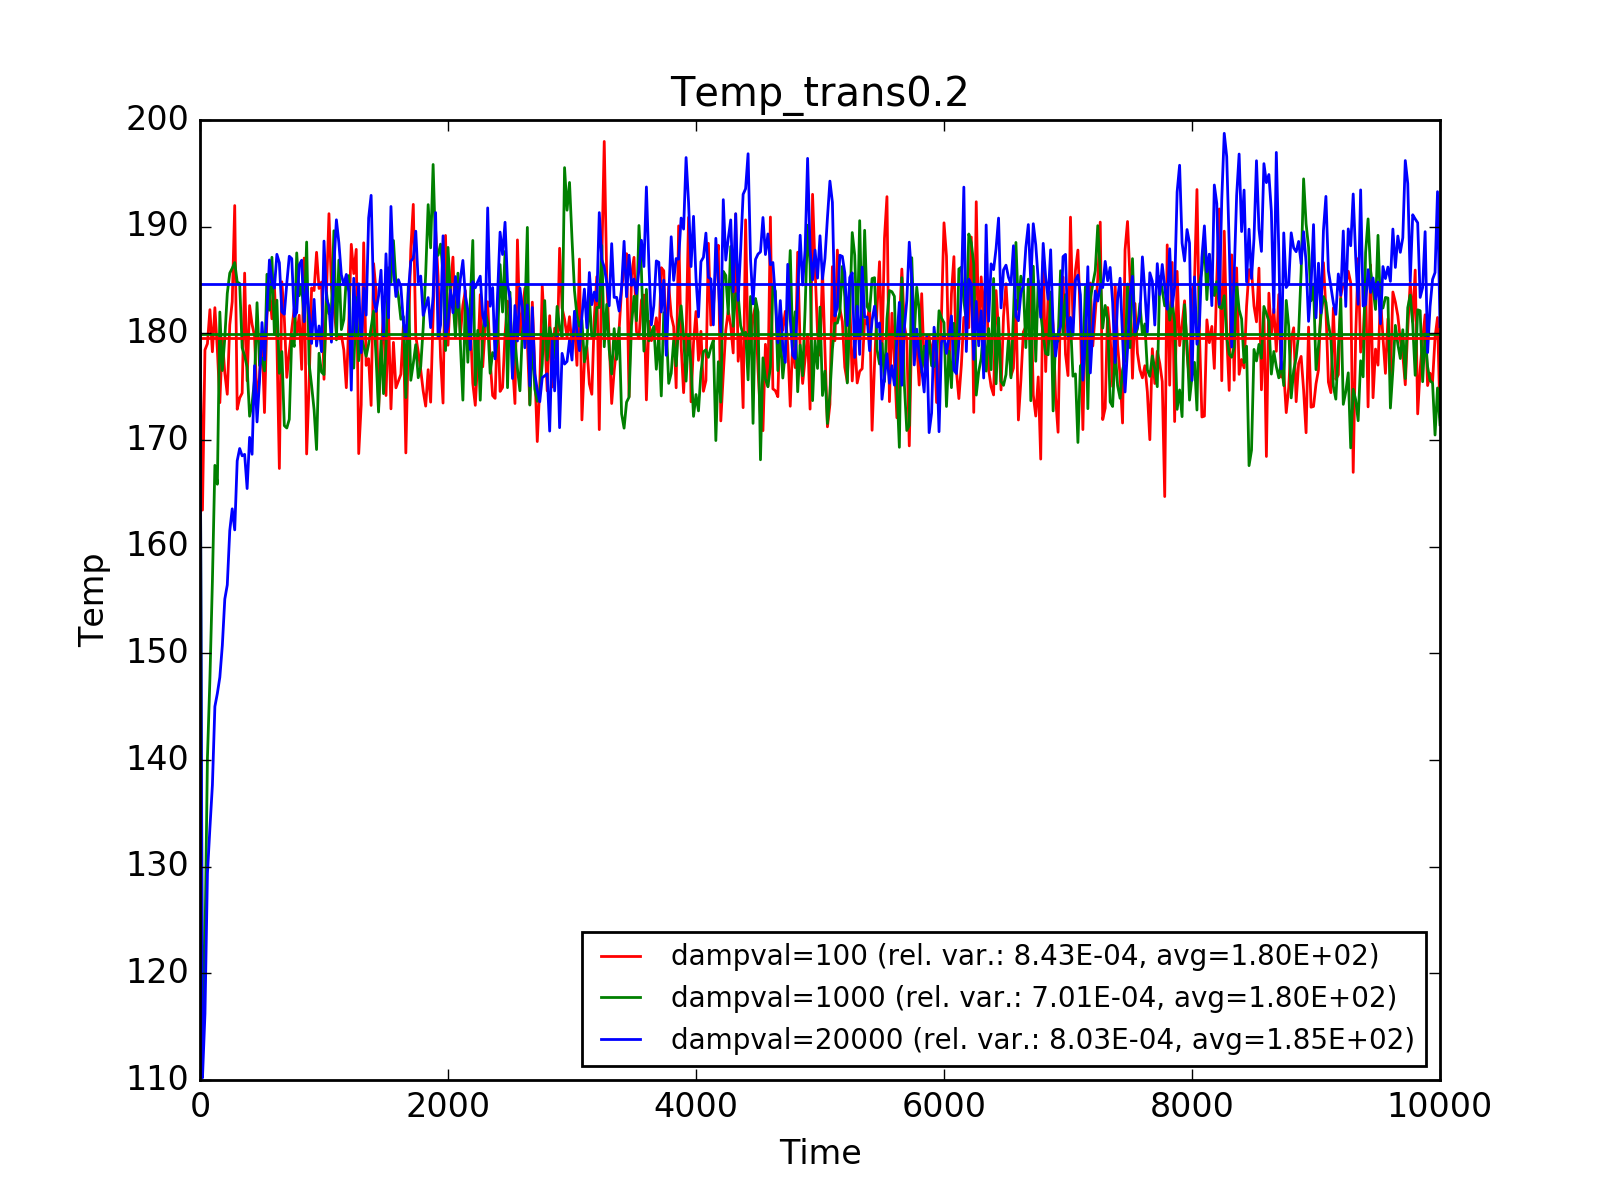 Temp_trans0.2
200
190
180
170
160
150
140
130
120
110
Temp
dampval=100 (rel. var.: 8.43E-04, avg=1.80E+02)
dampval=1000 (rel. var.: 7.01E-04, avg=1.80E+02)
dampval=20000 (rel. var.: 8.03E-04, avg=1.85E+02)
0 2000 4000 6000 8000 10000
Time